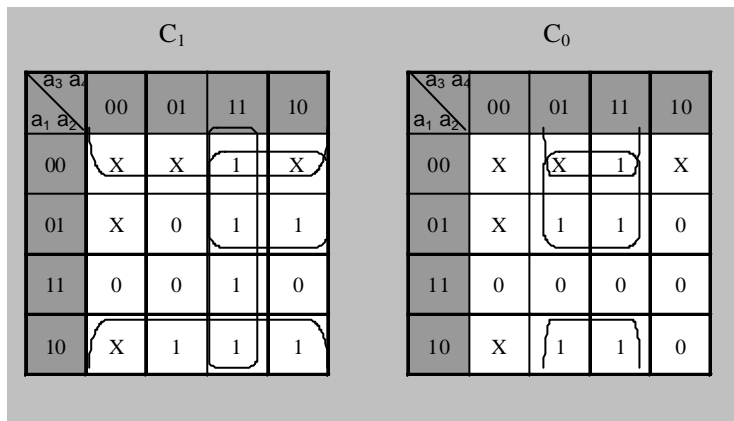 C₁ C₀
a₃ a₄ 00 01 11 10 a₃ a₄ 00 01 11 10
a₁ a₂ a₁ a₂
00 X X 1 X 00 X X 1 X
01 X 0 1 1 01 X 1 1 0
11 0 0 1 0 11 0 0 0 0
10 X 1 1 1 10 X 1 1 0